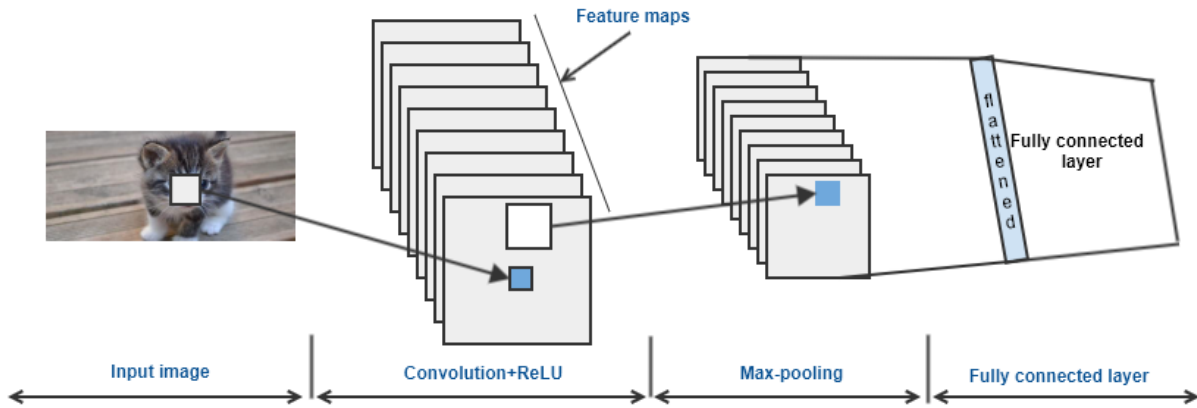 Feature maps
flattened
Fully connected
layer
Input image
Convolution+ReLU
Max-pooling
Fully connected layer